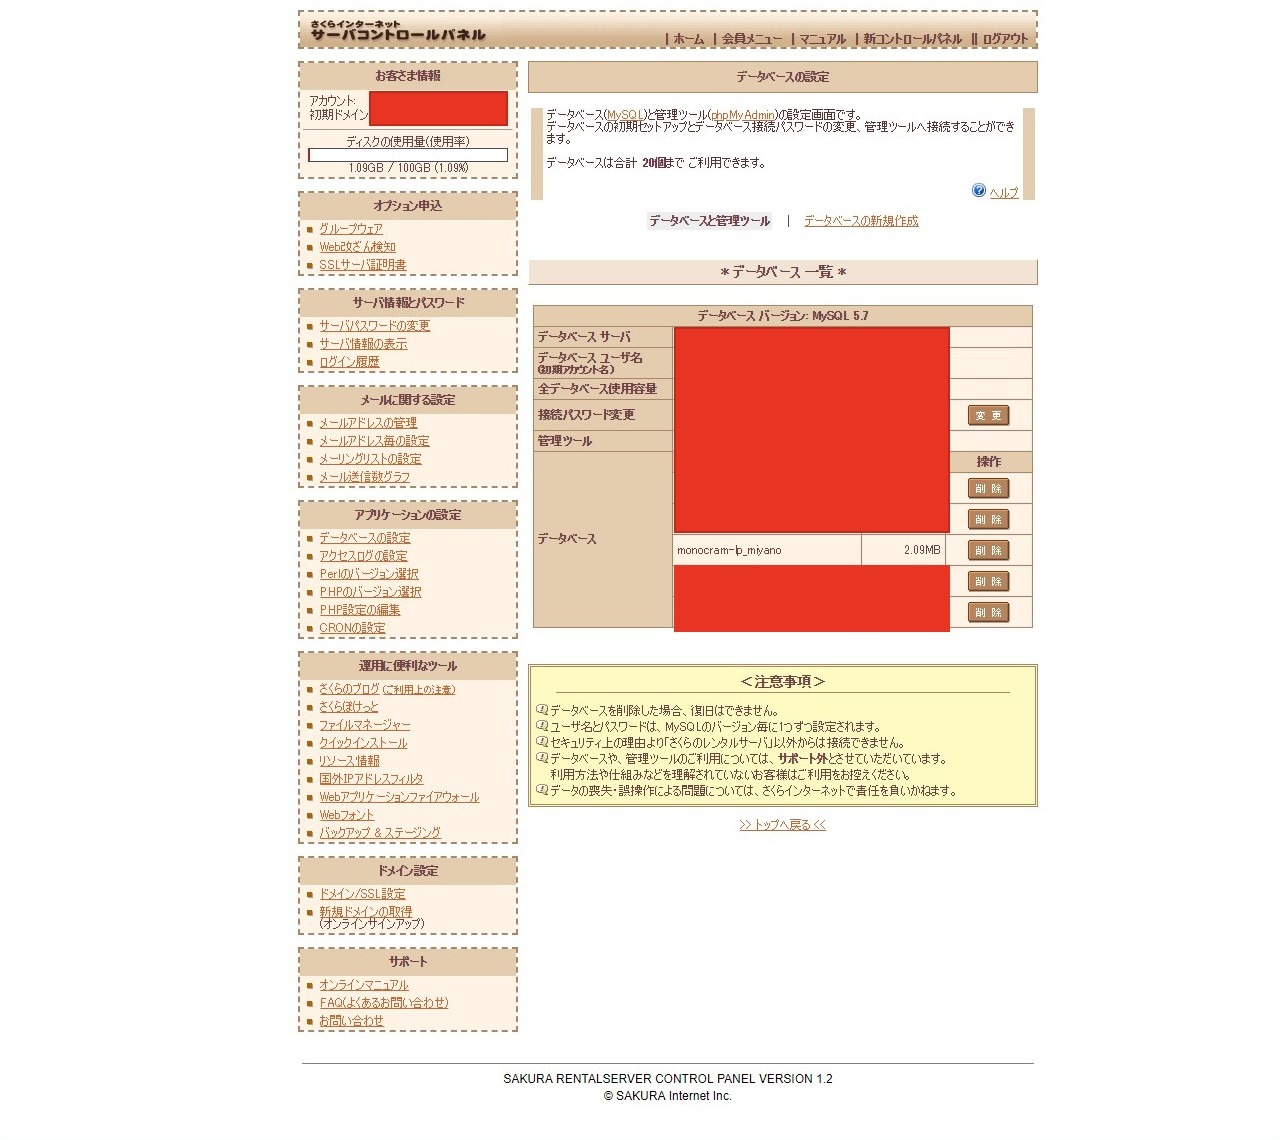 さくらインターネット
サーバコントロールパネル
| ホーム | 会員メニュー | マニュアル | 新コントロールパネル || ログアウト
お客さま情報
アカウント:
初期ドメイン
ディスクの使用量(使用率)
1.09GB / 100GB (1.09%)
オプション申込
グループウェア
Web改ざん検知
SSLサーバ証明書
サーバ情報とパスワード
サーバパスワードの変更
サーバ情報の表示
ログイン履歴
メールに関する設定
メールアドレスの管理
メールアドレス毎の設定
メーリングリストの設定
メール送信数グラフ
アプリケーションの設定
データベースの設定
アクセスログの設定
Perlのバージョン選択
PHPのバージョン選択
PHP設定の編集
CRONの設定
運用に便利なツール
さくらのブログ (ご利用上の注意)
さくらぽけっと
ファイルマネージャー
クイックインストール
リソース情報
国外IPアドレスフィルタ
Webアプリケーションファイアウォール
Webフォント
バックアップ & ステージング
ドメイン設定
ドメイン/SSL設定
新規ドメインの取得
(オンラインサインアップ)
サポート
オンラインマニュアル
FAQ(よくあるお問い合わせ)
お問い合わせ
データベースの設定
データベース(MySQL)と管理ツール(phpMyAdmin)の設定画面です。
データベースの初期セットアップとデータベース接続パスワードの変更、管理ツールへ接続することができ
ます。
データベースは合計 20個まで ご利用できます。
ヘルプ
データベースと管理ツール | データベースの新規作成
* データベース 一覧 *
データベース バージョン: MySQL 5.7
データベース サーバ
データベース ユーザ名
(初期アカウント名)
全データベース使用容量
接続パスワード変更 変 更
管理ツール
操作
削 除
削 除
データベース
monocram-lp_miyano 2.09MB 削 除
削 除
削 除
＜注意事項＞
データベースを削除した場合、復旧はできません。
ユーザ名とパスワードは、MySQLのバージョン毎に1つずつ設定されます。
セキュリティ上の理由より「さくらのレンタルサーバ」以外からは接続できません。
データベースや、管理ツールのご利用については、サポート外とさせていただいています。
利用方法や仕組みなどを理解されていないお客様はご利用をお控えください。
データの喪失・誤操作による問題については、さくらインターネットで責任を負いかねます。
>> トップへ戻る <<
SAKURA RENTALSERVER CONTROL PANEL VERSION 1.2
© SAKURA Internet Inc.